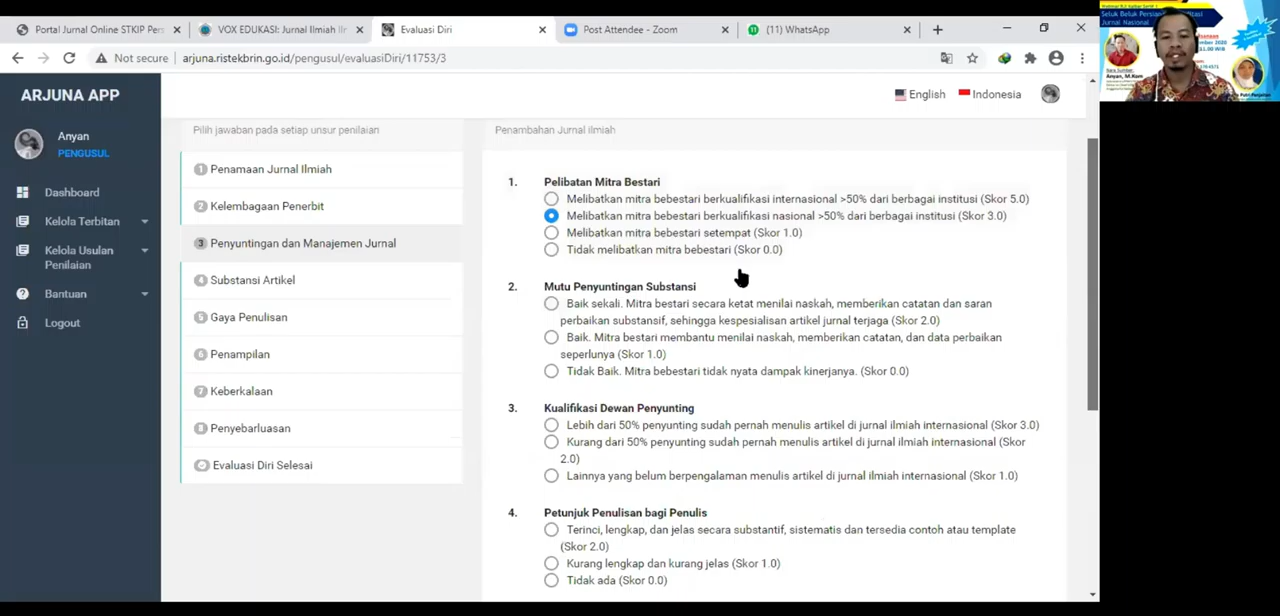 Portal Jurnal Online STKIP Pers
VOX EDUKASI: Jurnal Ilmiah Iln
Evaluasi Diri
Post Attendee - Zoom
11
(11) WhatsApp
Not secure
arjuna.ristekbrin.go.id/pengusul/evaluasiDiri/11753/3
ARJUNA APP
English
Indonesia
Anyan
PENGUSUL
Dashboard
Kelola Terbitan
Kelola Usulan
Penilaian
Bantuan
Logout
Pilih jawaban pada setiap unsur penilaian
1 Penamaan Jurnal Ilmiah
2 Kelembagaan Penerbit
3 Penyuntingan dan Manajemen Jurnal
4 Substansi Artikel
5 Gaya Penulisan
6 Penampilan
7 Keberkalaan
8 Penyebarluasan
Evaluasi Diri Selesai
Penambahan Jurnal ilmiah
1. Pelibatan Mitra Bestari
Melibatkan mitra bebestari berkualifikasi internasional >50% dari berbagai institusi (Skor 5.0)
Melibatkan mitra bebestari berkualifikasi nasional >50% dari berbagai institusi (Skor 3.0)
Melibatkan mitra bebestari setempat (Skor 1.0)
Tidak melibatkan mitra bebestari (Skor 0.0)
2. Mutu Penyuntingan Substansi
Baik sekali. Mitra bestari secara ketat menilai naskah, memberikan catatan dan saran
perbaikan substansif, sehingga kespesialisan artikel jurnal terjaga (Skor 2.0)
Baik. Mitra bestari membantu menilai naskah, memberikan catatan, dan data perbaikan
seperlunya (Skor 1.0)
Tidak Baik. Mitra bebestari tidak nyata dampak kinerjanya. (Skor 0.0)
3. Kualifikasi Dewan Penyunting
Lebih dari 50% penyunting sudah pernah menulis artikel di jurnal ilmiah internasional (Skor 3.0)
Kurang dari 50% penyunting sudah pernah menulis artikel di jurnal ilmiah internasional (Skor
2.0)
Lainnya yang belum berpengalaman menulis artikel di jurnal ilmiah internasional (Skor 1.0)
4. Petunjuk Penulisan bagi Penulis
Terinci, lengkap, dan jelas secara substantif, sistematis dan tersedia contoh atau template
(Skor 2.0)
Kurang lengkap dan kurang jelas (Skor 1.0)
Tidak ada (Skor 0.0)
Seluk Beluk Persiapan
Jurnal Nasional
Anyan, M.Kom